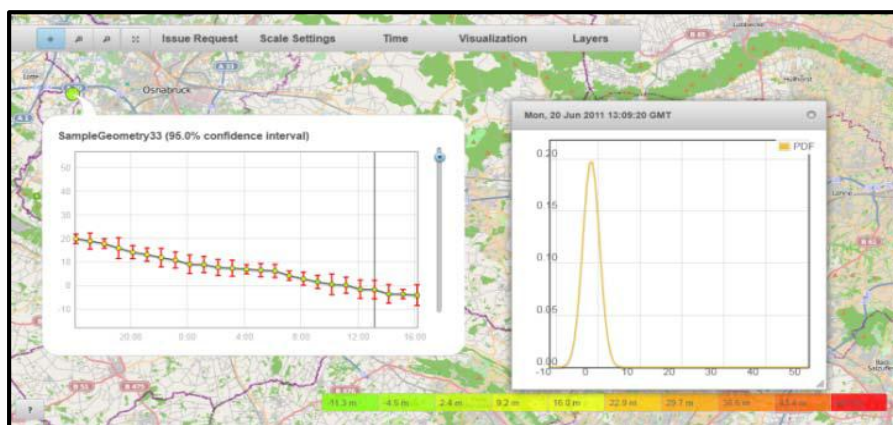 Issue Request Scale Settings Time Visualization Layers
Osnabruck
SampleGeometry33 (95.0% confidence interval)
50
40
30
20
10
0
-10
20:00 0:00 4:00 8:00 12:00 16:00
Mon, 20 Jun 2011 13:09:20 GMT
PDF
0.20
0.15
0.10
0.05
0.00
-10 0 10 20 30 40 50
B 51 B 475
?
-11.3 m -4.5 m 2.4 m 9.2 m 16.0 m 22.9 m 29.7 m